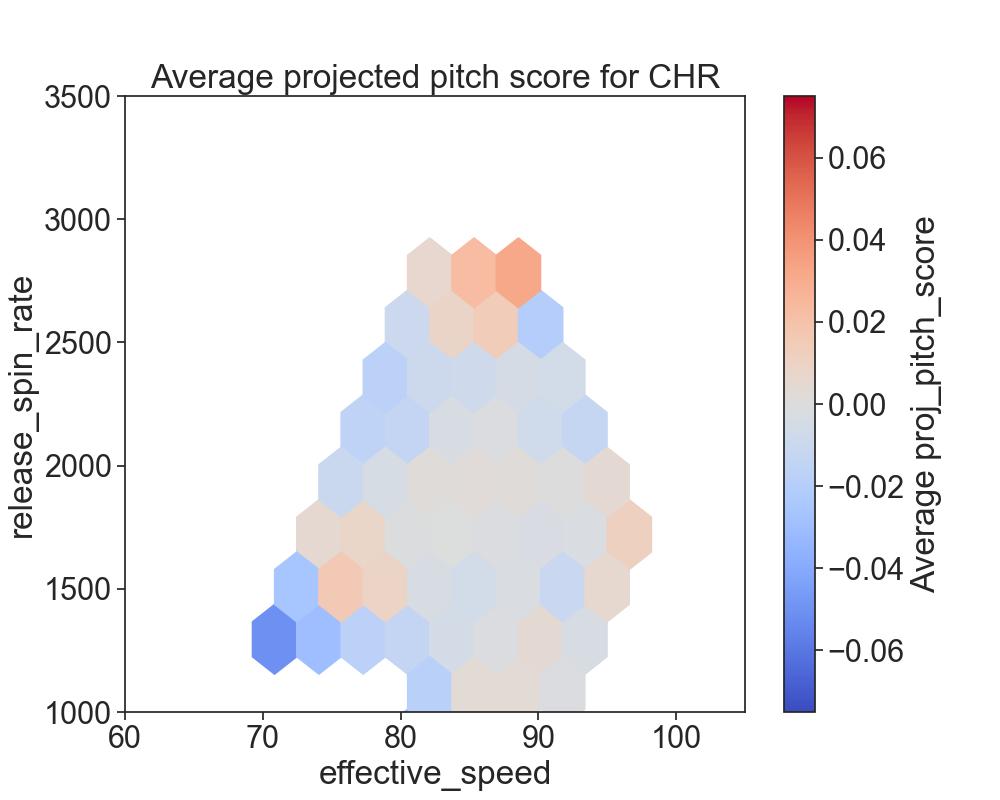 Average projected pitch score for CHR
3500
3000
2500
2000
1500
1000
release_spin_rate
60 70 80 90 100
effective_speed
0.06
0.04
0.02
0.00
−0.02
−0.04
−0.06
Average proj_pitch_score